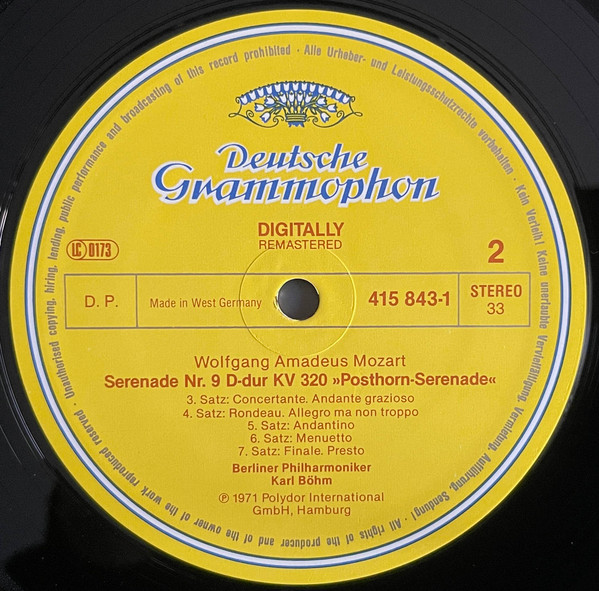 Deutsche
Grammophon
DIGITALLY
REMASTERED
LC 0173
2
D. P.
Made in West Germany
415 843-1
STEREO
33
Wolfgang Amadeus Mozart
Serenade Nr. 9 D-dur KV 320 »Posthorn-Serenade«
3. Satz: Concertante. Andante grazioso
4. Satz: Rondeau. Allegro ma non troppo
5. Satz: Andantino
6. Satz: Menuetto
7. Satz: Finale. Presto
Berliner Philharmoniker
Karl Böhm
℗ 1971 Polydor International
GmbH, Hamburg
Alle Urheber- und Leistungsschutzrechte vorbehalten · Kein Verleih! Keine unerlaubte Vervielfältigung, Vermietung, Aufführung, Sendung! · All rights of the producer and of the owner of the work reproduced reserved · Unauthorised copying, hiring, lending, public performance and broadcasting of this record prohibited ·